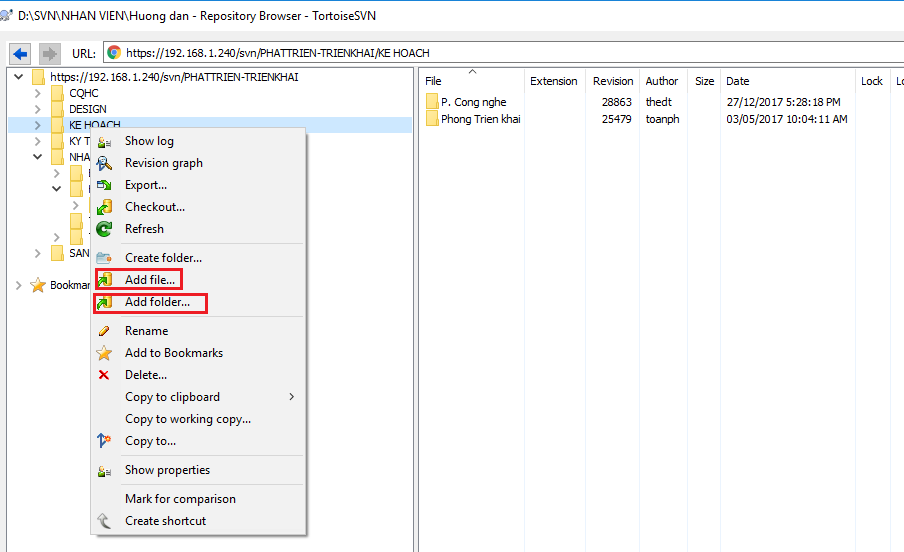 D:\SVN\NHAN VIEN\Huong dan - Repository Browser - TortoiseSVN
URL: https://192.168.1.240/svn/PHATTRIEN-TRIENKHAI/KE HOACH
https://192.168.1.240/svn/PHATTRIEN-TRIENKHAI
CQHC
DESIGN
KE HOACH
KY T
NHA
SAN
Bookmar
Show log
Revision graph
Export...
Checkout...
Refresh
Create folder...
Add file...
Add folder...
Rename
Add to Bookmarks
Delete...
Copy to clipboard
Copy to working copy...
Copy to...
Show properties
Mark for comparison
Create shortcut
File Extension Revision Author Size Date Lock Lo
P. Cong nghe 28863 thedt 27/12/2017 5:28:18 PM
Phong Trien khai 25479 toanph 03/05/2017 10:04:11 AM